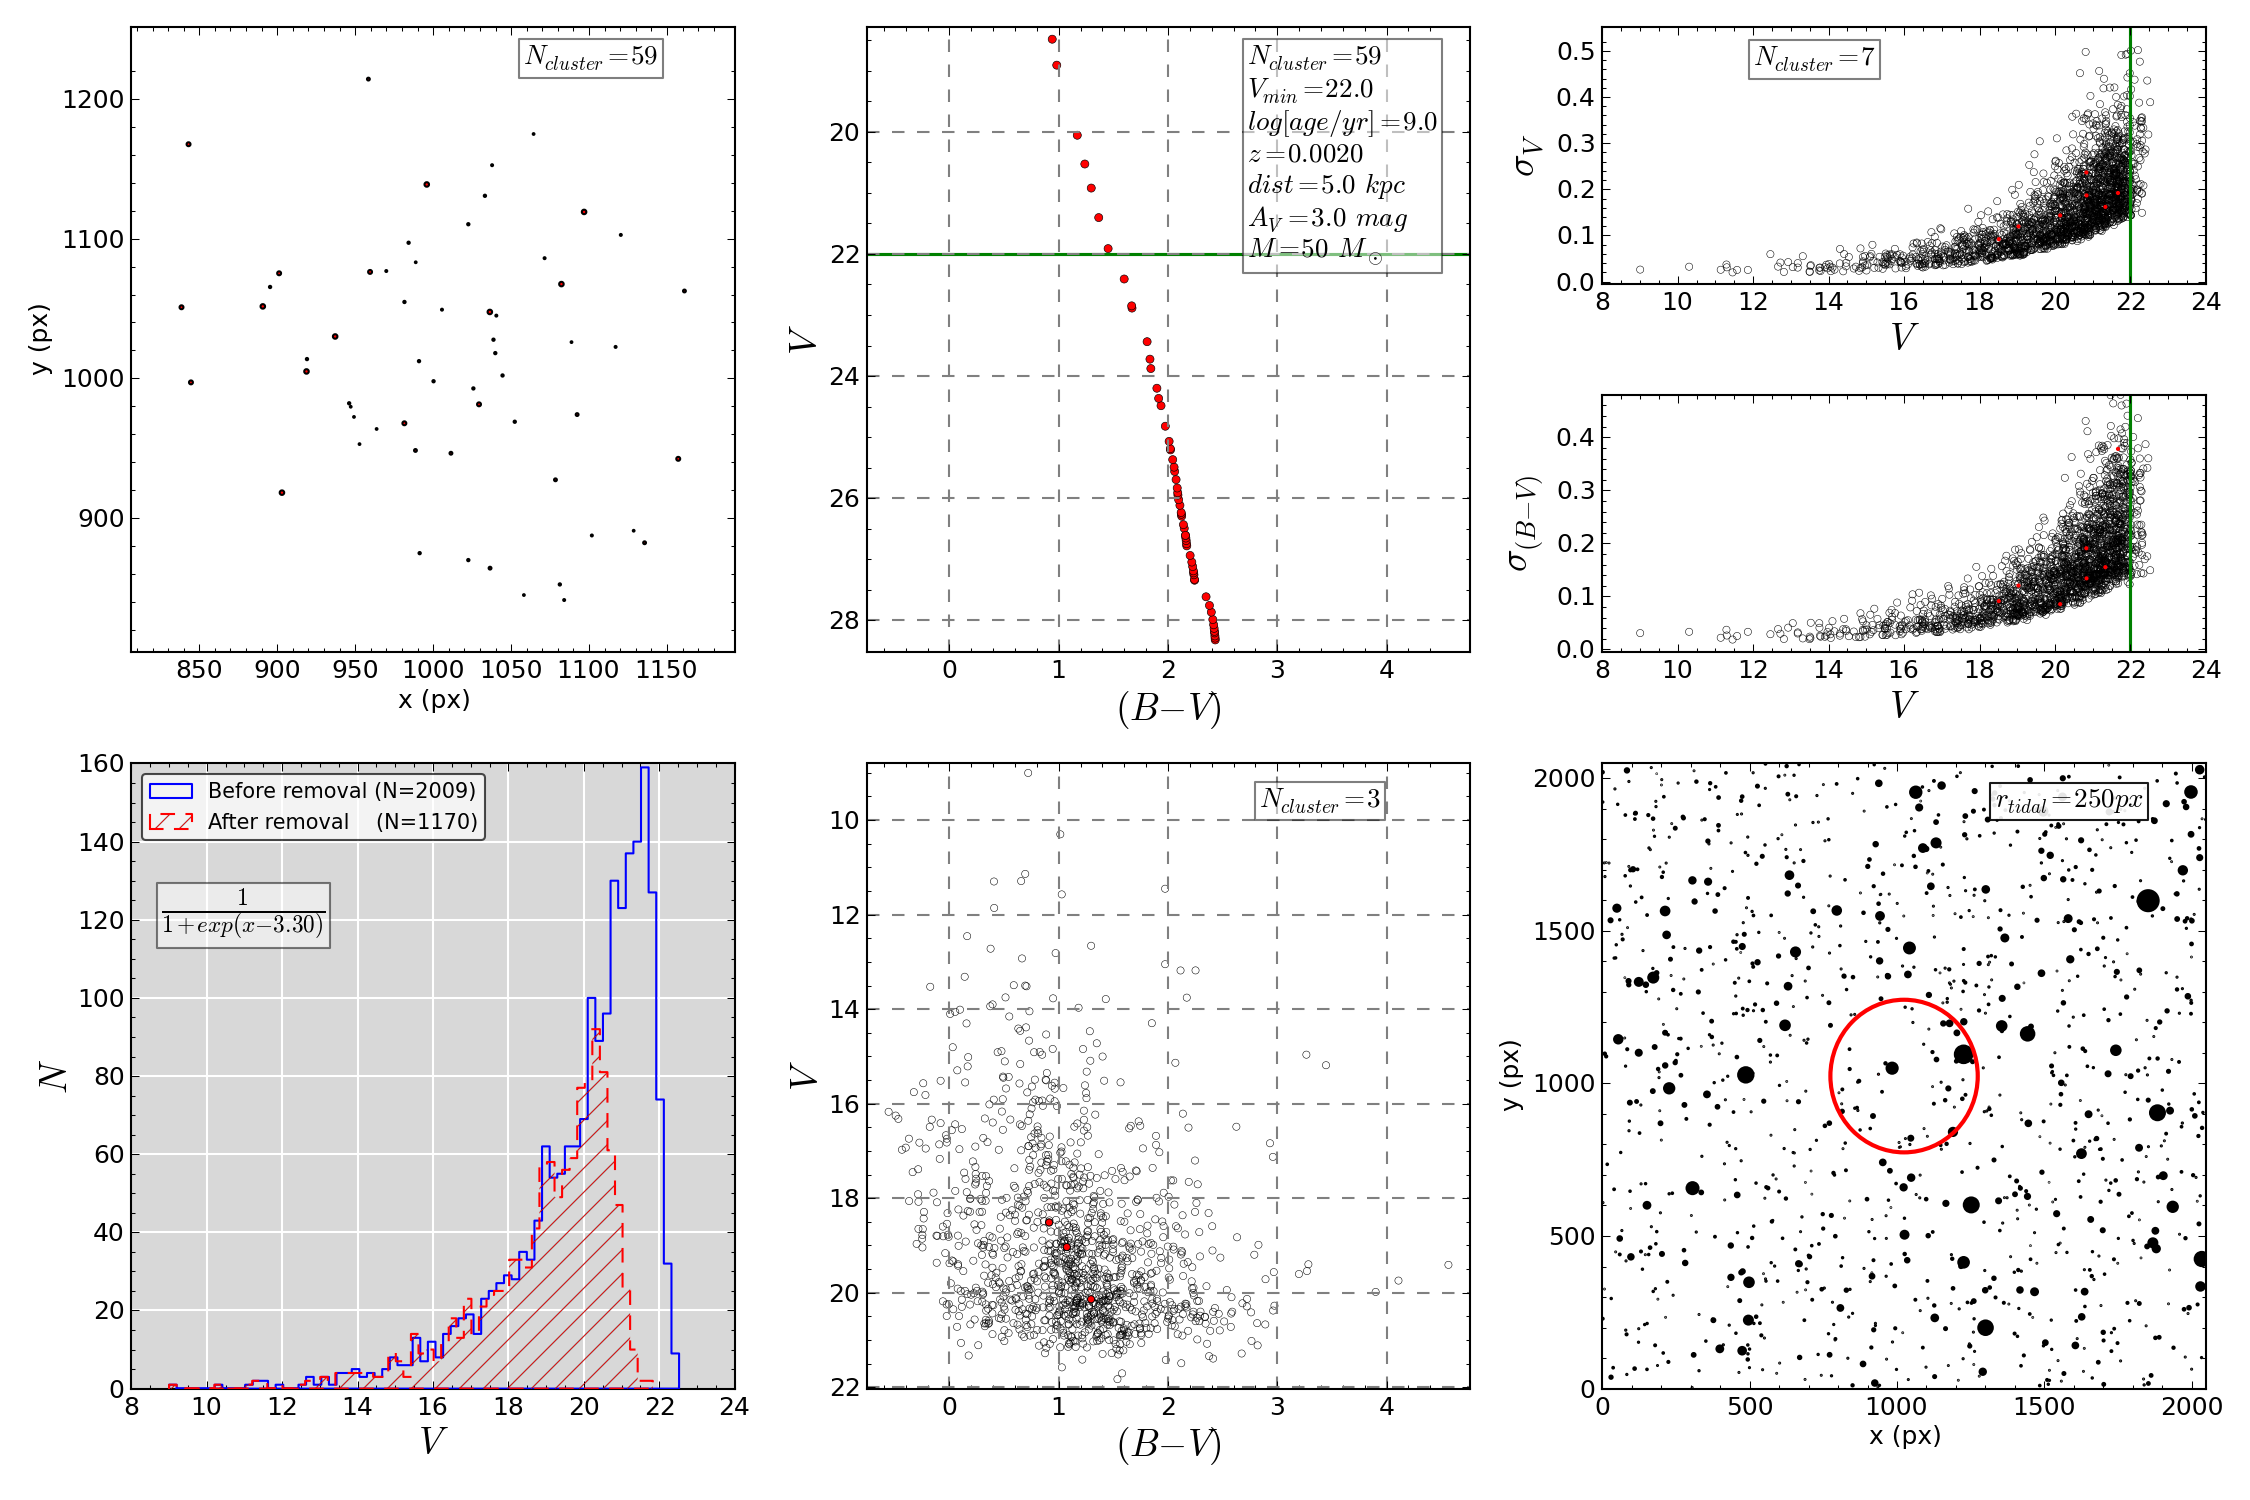 N_cluster = 59
1200
1100
1000
900
850 900 950 1000 1050 1100 1150
x (px)
y (px)
N_cluster = 59
V_min = 22.0
log[age/yr] = 9.0
z = 0.0020
dist = 5.0 kpc
A_V = 3.0 mag
M = 50 M_⊙
20
22
24
26
28
0 1 2 3 4
(B−V)
V
N_cluster = 7
0.5
0.4
0.3
0.2
0.1
0.0
8 10 12 14 16 18 20 22 24
V
σ_V
0.4
0.3
0.2
0.1
0.0
8 10 12 14 16 18 20 22 24
V
σ_(B−V)
160
140
120
100
80
60
40
20
0
Before removal (N=2009)
After removal (N=1170)
1
1+exp(x−3.30)
8 10 12 14 16 18 20 22 24
V
N
N_cluster = 3
10
12
14
16
18
20
22
0 1 2 3 4
(B−V)
V
r_tidal = 250px
2000
1500
1000
500
0
0 500 1000 1500 2000
x (px)
y (px)